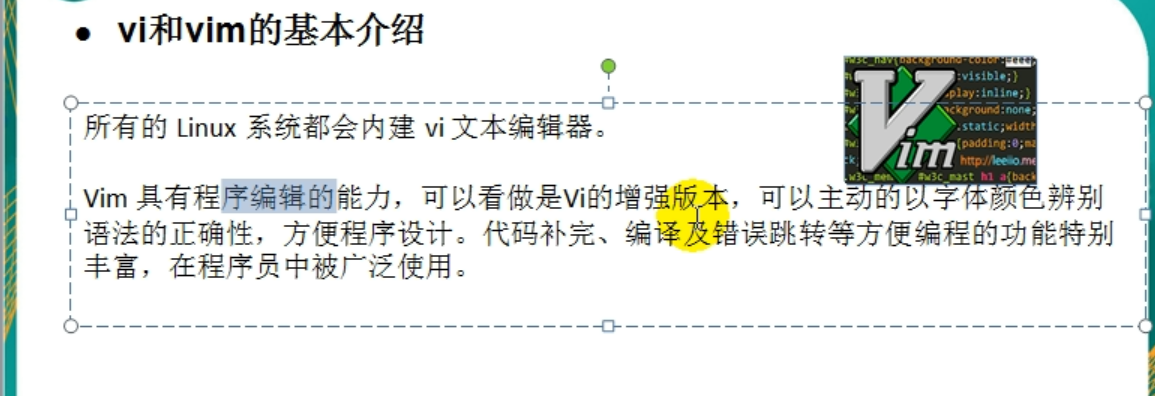 vi和vim的基本介绍
所有的 Linux 系统都会内建 vi 文本编辑器。
Vim 具有程序编辑的能力，可以看做是Vi的增强版本，可以主动的以字体颜色辨别
语法的正确性，方便程序设计。代码补完、编译及错误跳转等方便编程的功能特别
丰富，在程序员中被广泛使用。
background-color:#eee
:visible;}
play:inline;}
ckground:none;
.static;width
{padding:0;ma
http://leeiio.me
#w3c_mast h1 a{back
Vim